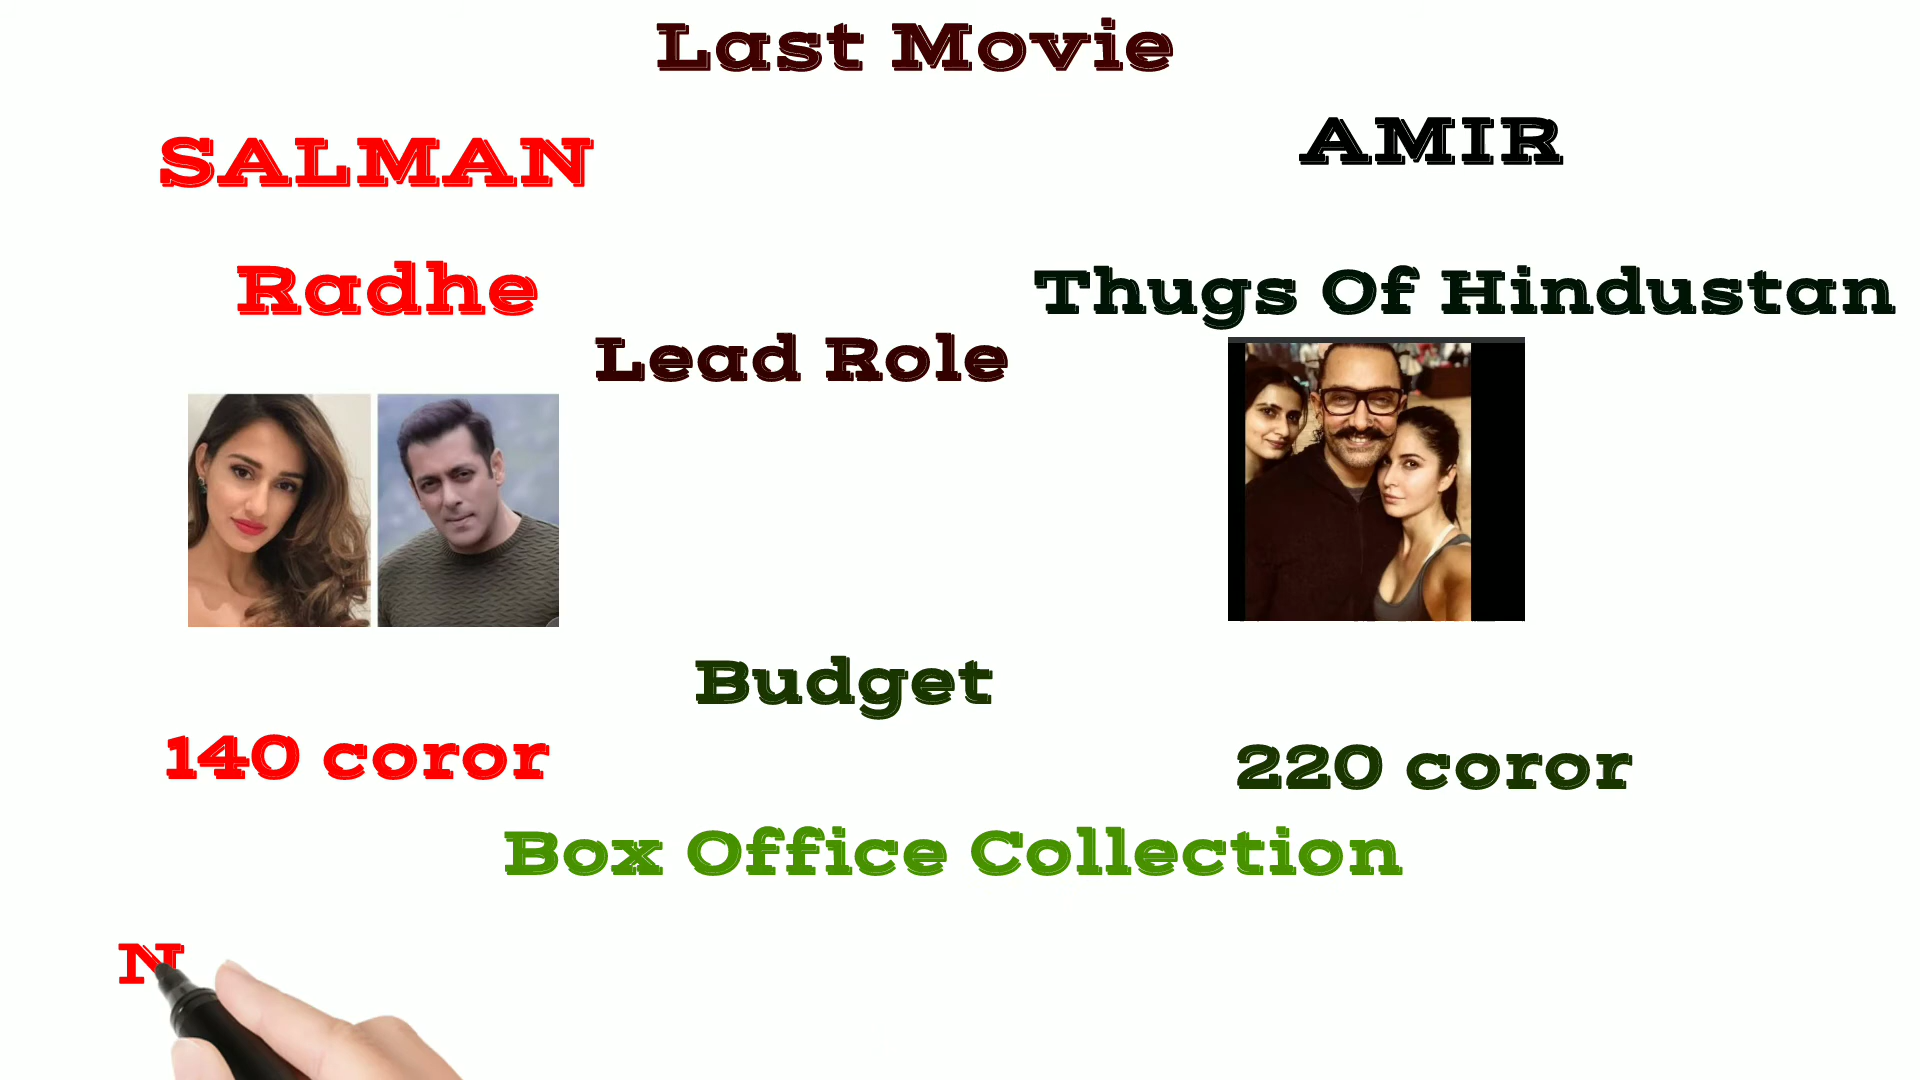 Last Movie
SALMAN
AMIR
Radhe
Thugs Of Hindustan
Lead Role
Budget
140 coror
220 coror
Box Office Collection
N